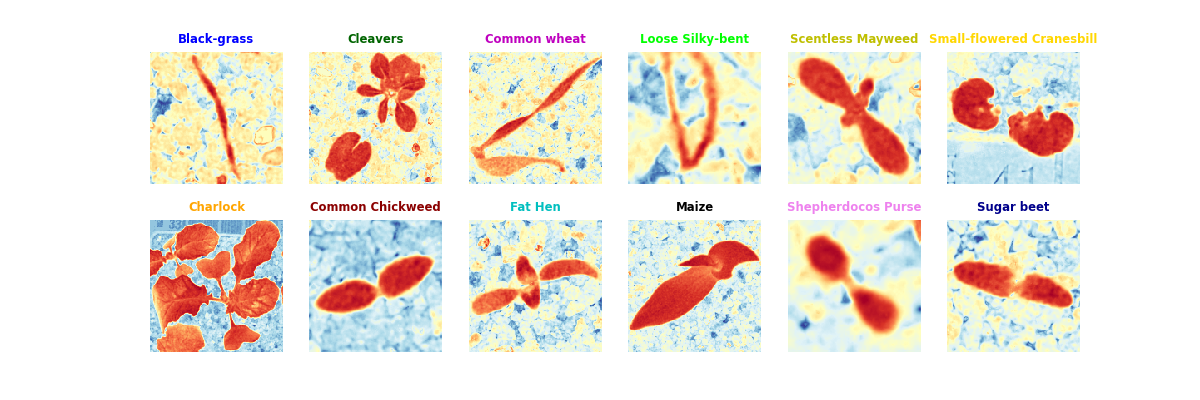 Black-grass
Cleavers
Common wheat
Loose Silky-bent
Scentless Mayweed
Small-flowered Cranesbill
Charlock
Common Chickweed
Fat Hen
Maize
Shepherdocos Purse
Sugar beet